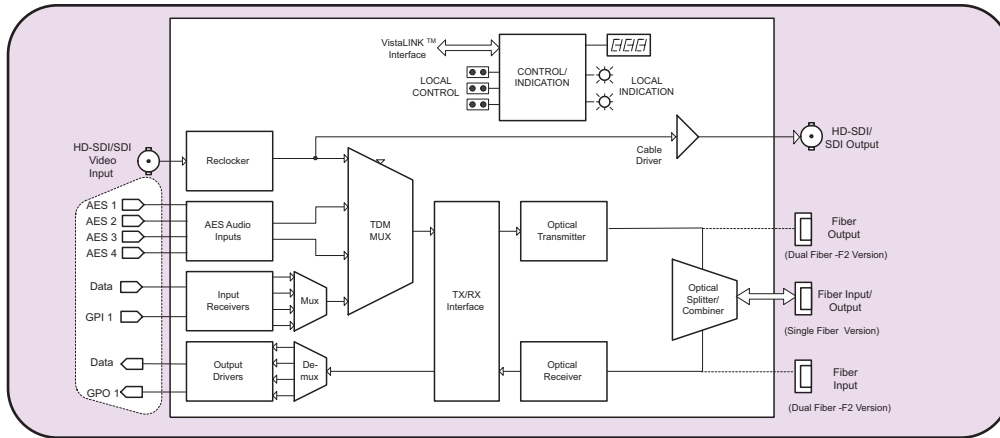 VistaLINK ™
Interface
LOCAL
CONTROL
CONTROL/
INDICATION
LOCAL
INDICATION
HD-SDI/SDI
Video
Input
Reclocker
Cable
Driver
HD-SDI/
SDI Output
AES 1
AES 2
AES 3
AES 4
AES Audio
Inputs
TDM
MUX
TX/RX
Interface
Optical
Transmitter
Fiber
Output
(Dual Fiber -F2 Version)
Data
GPI 1
Input
Receivers
Mux
Optical
Splitter/
Combiner
Fiber Input/
Output
(Single Fiber Version)
Data
GPO 1
Output
Drivers
De-
mux
Optical
Receiver
Fiber
Input
(Dual Fiber -F2 Version)